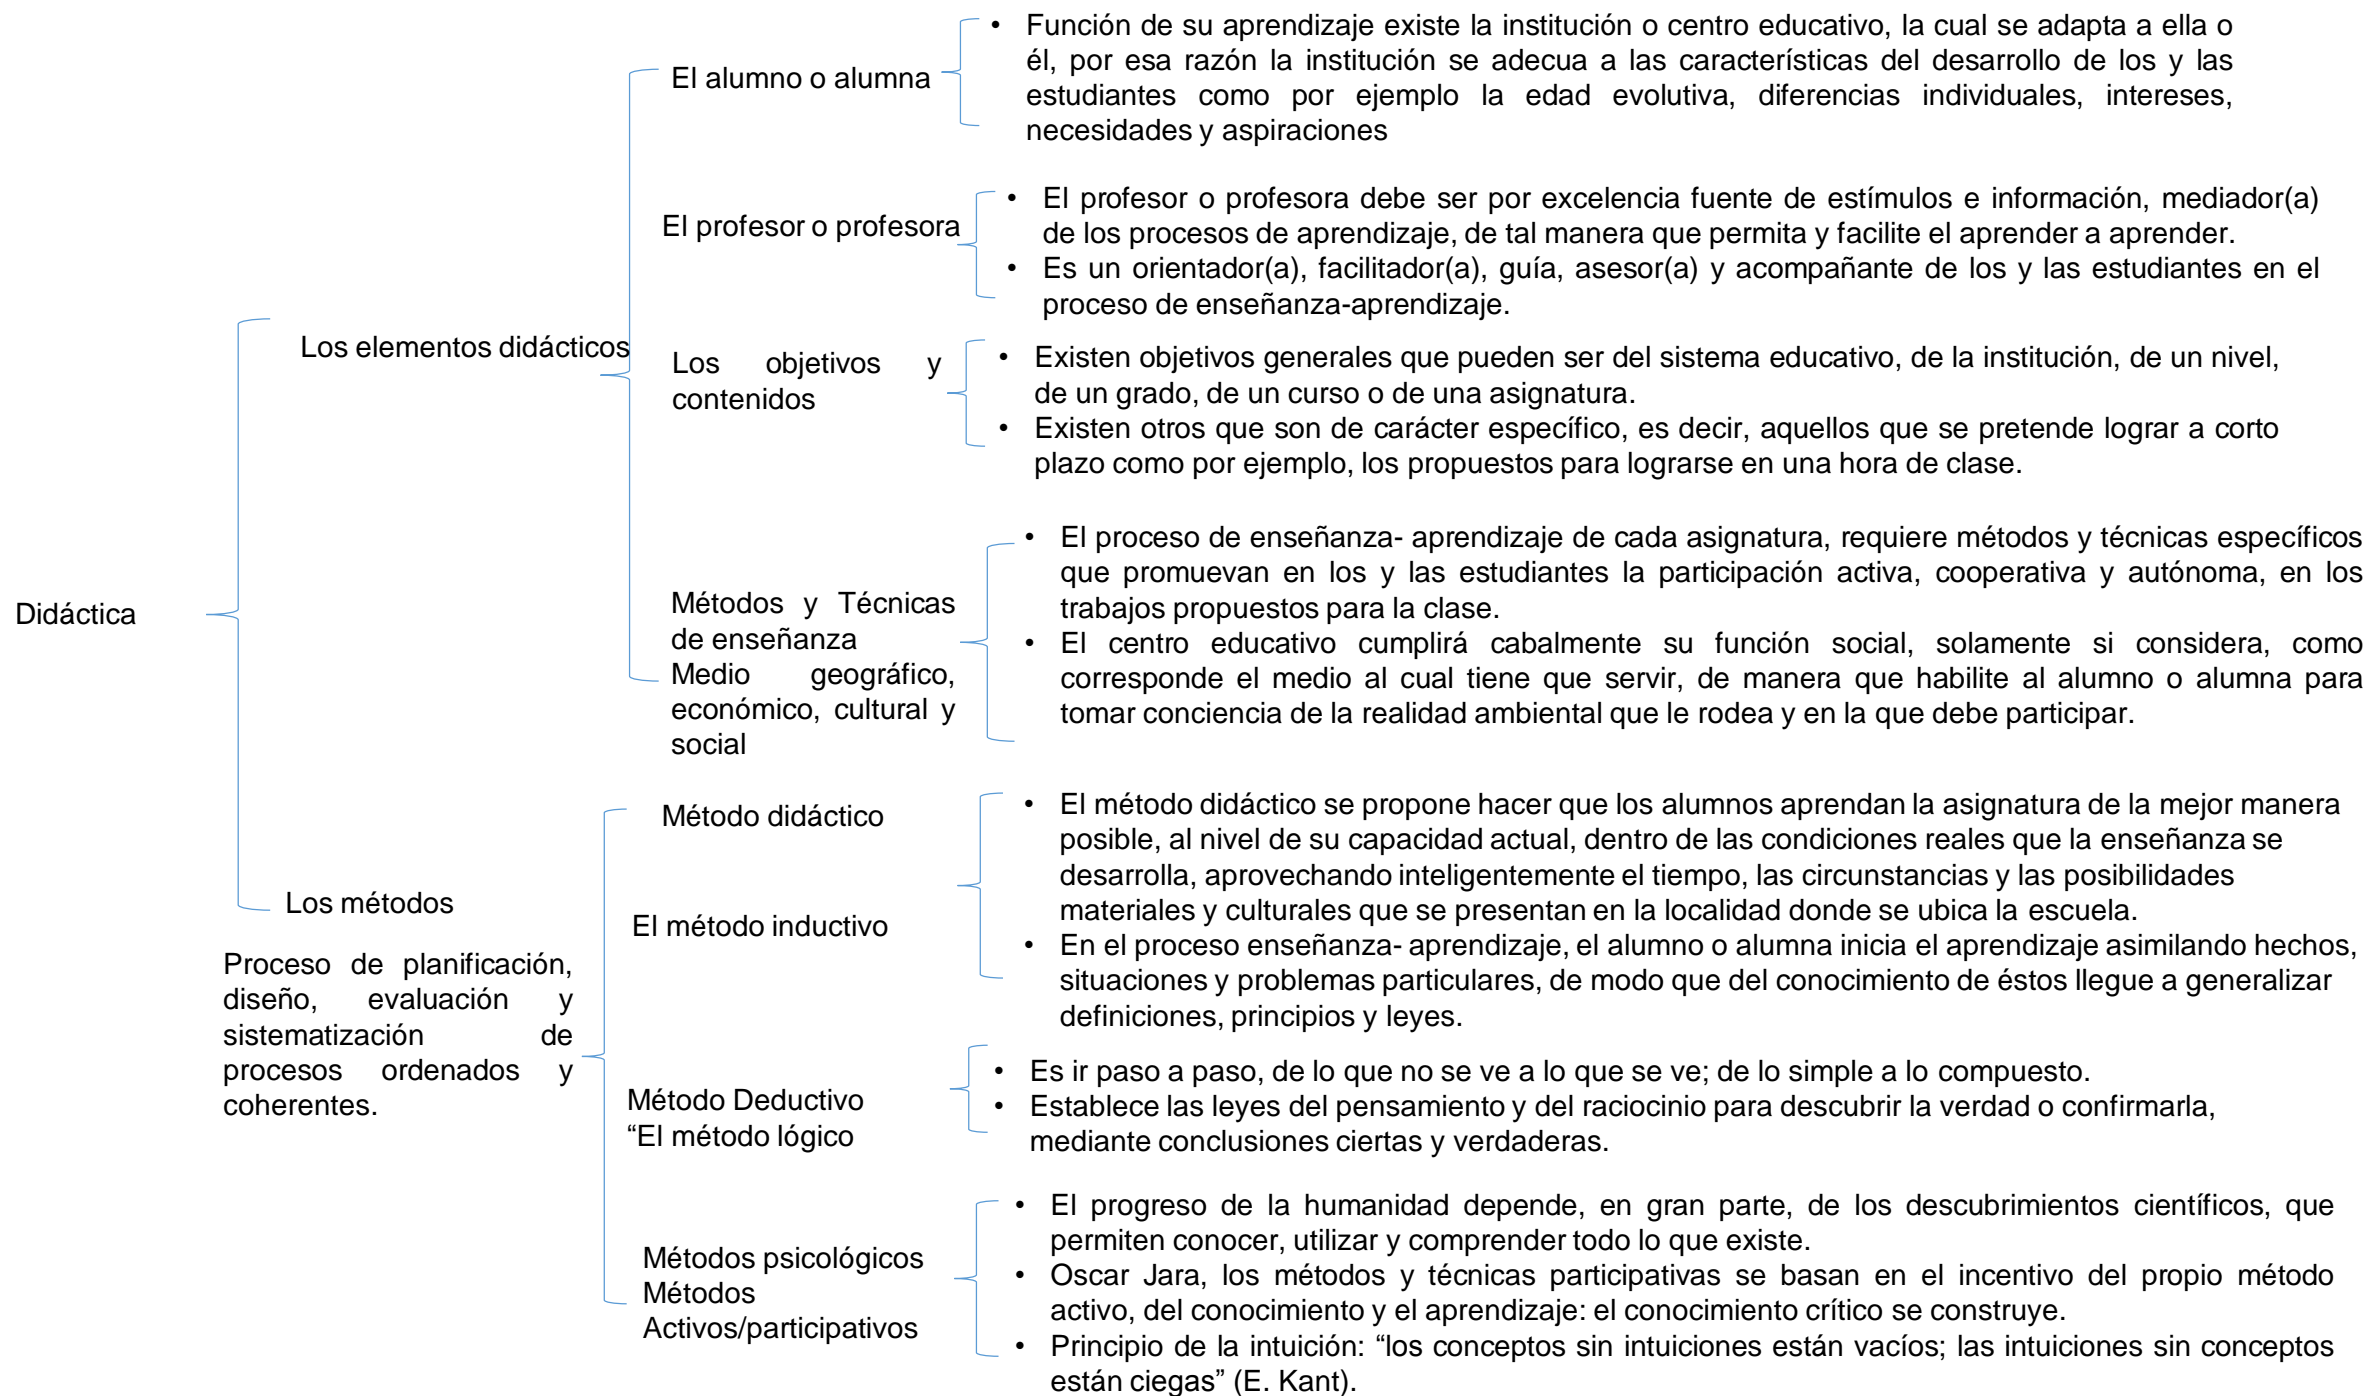 Didáctica
Los elementos didácticos
El alumno o alumna
• Función de su aprendizaje existe la institución o centro educativo, la cual se adapta a ella o
él, por esa razón la institución se adecua a las características del desarrollo de los y las
estudiantes como por ejemplo la edad evolutiva, diferencias individuales, intereses,
necesidades y aspiraciones
El profesor o profesora
• El profesor o profesora debe ser por excelencia fuente de estímulos e información, mediador(a)
de los procesos de aprendizaje, de tal manera que permita y facilite el aprender a aprender.
• Es un orientador(a), facilitador(a), guía, asesor(a) y acompañante de los y las estudiantes en el
proceso de enseñanza-aprendizaje.
Los objetivos y
contenidos
• Existen objetivos generales que pueden ser del sistema educativo, de la institución, de un nivel,
de un grado, de un curso o de una asignatura.
• Existen otros que son de carácter específico, es decir, aquellos que se pretende lograr a corto
plazo como por ejemplo, los propuestos para lograrse en una hora de clase.
Métodos y Técnicas
de enseñanza
Medio geográfico,
económico, cultural y
social
• El proceso de enseñanza- aprendizaje de cada asignatura, requiere métodos y técnicas específicos
que promuevan en los y las estudiantes la participación activa, cooperativa y autónoma, en los
trabajos propuestos para la clase.
• El centro educativo cumplirá cabalmente su función social, solamente si considera, como
corresponde el medio al cual tiene que servir, de manera que habilite al alumno o alumna para
tomar conciencia de la realidad ambiental que le rodea y en la que debe participar.
Los métodos
Proceso de planificación,
diseño, evaluación y
sistematización de
procesos ordenados y
coherentes.
Método didáctico
El método inductivo
• El método didáctico se propone hacer que los alumnos aprendan la asignatura de la mejor manera
posible, al nivel de su capacidad actual, dentro de las condiciones reales que la enseñanza se
desarrolla, aprovechando inteligentemente el tiempo, las circunstancias y las posibilidades
materiales y culturales que se presentan en la localidad donde se ubica la escuela.
• En el proceso enseñanza- aprendizaje, el alumno o alumna inicia el aprendizaje asimilando hechos,
situaciones y problemas particulares, de modo que del conocimiento de éstos llegue a generalizar
definiciones, principios y leyes.
Método Deductivo
“El método lógico
• Es ir paso a paso, de lo que no se ve a lo que se ve; de lo simple a lo compuesto.
• Establece las leyes del pensamiento y del raciocinio para descubrir la verdad o confirmarla,
mediante conclusiones ciertas y verdaderas.
Métodos psicológicos
Métodos
Activos/participativos
• El progreso de la humanidad depende, en gran parte, de los descubrimientos científicos, que
permiten conocer, utilizar y comprender todo lo que existe.
• Oscar Jara, los métodos y técnicas participativas se basan en el incentivo del propio método
activo, del conocimiento y el aprendizaje: el conocimiento crítico se construye.
• Principio de la intuición: “los conceptos sin intuiciones están vacíos; las intuiciones sin conceptos
están ciegas” (E. Kant).